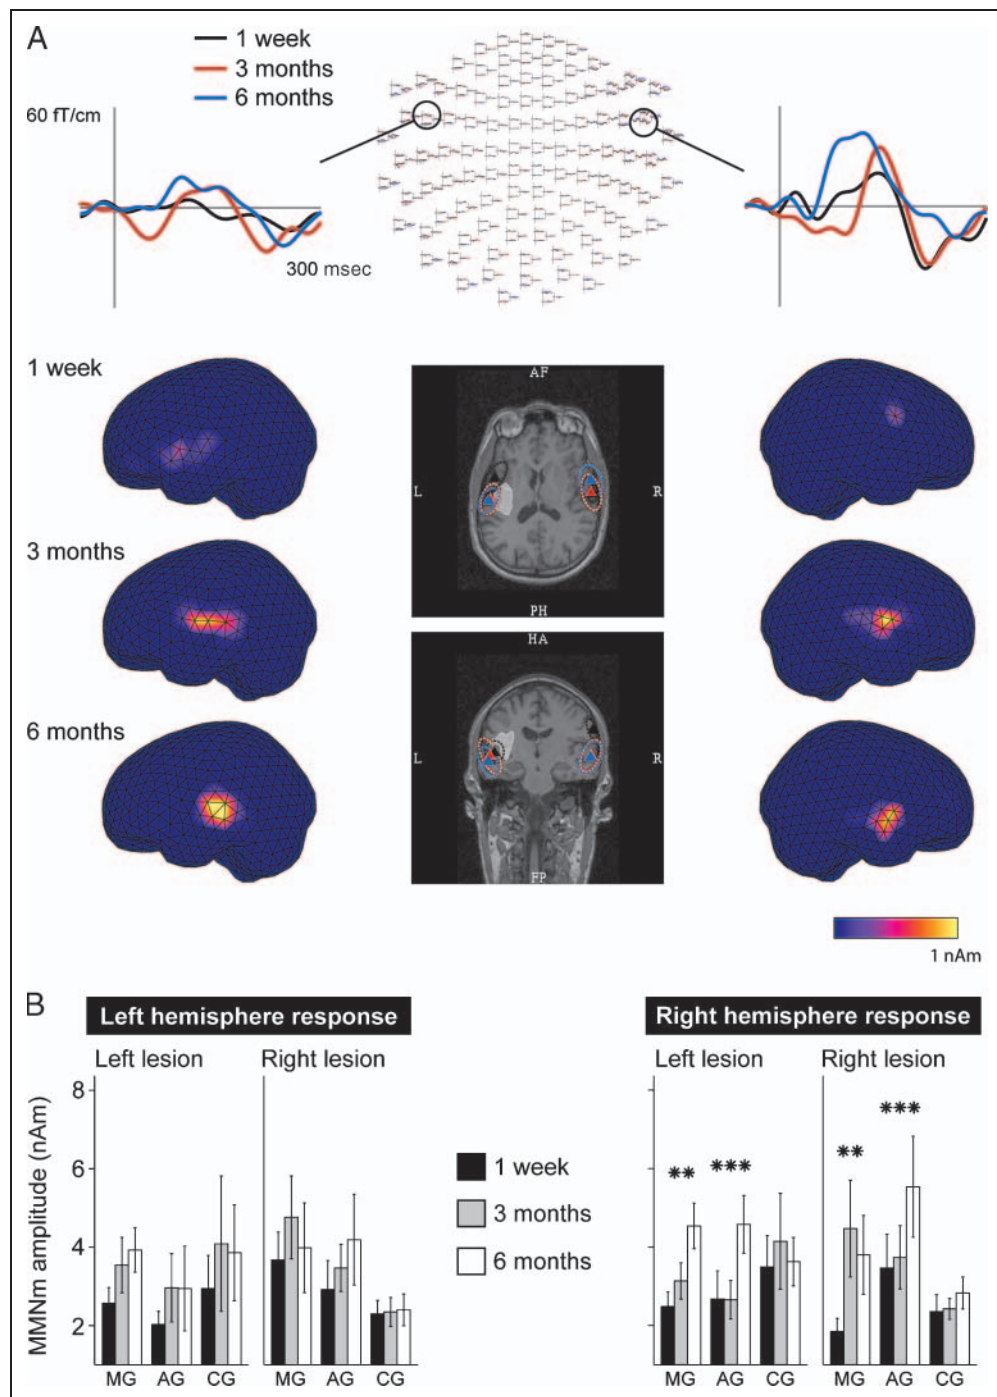 A
1 week
3 months
6 months
60 fT/cm
300 msec
1 week
AF
L
R
PH
3 months
HA
6 months
L
R
FP
1 nAm
B
Left hemisphere response
Right hemisphere response
Left lesion
Right lesion
Left lesion
Right lesion
MMNm amplitude (nAm)
8
6
4
2
** ***
** ***
1 week
3 months
6 months
MG AG CG
MG AG CG
MG AG CG
MG AG CG